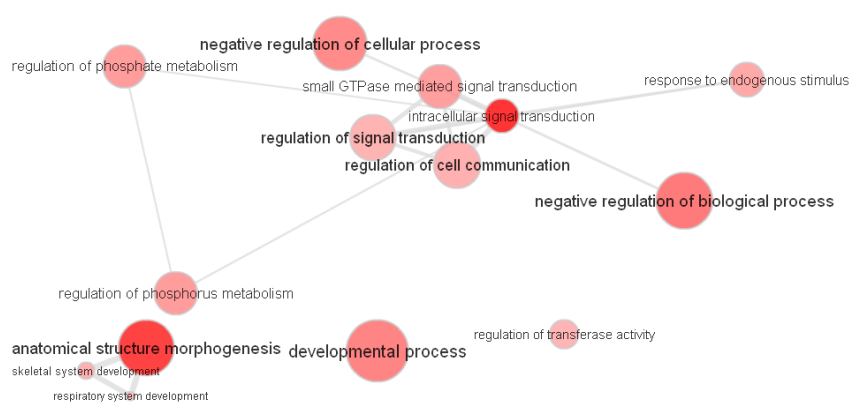 negative regulation of cellular process
regulation of phosphate metabolism
response to endogenous stimulus
small GTPase mediated signal transduction
intracellular signal transduction
regulation of signal transduction
regulation of cell communication
negative regulation of biological process
regulation of phosphorus metabolism
regulation of transferase activity
anatomical structure morphogenesis
developmental process
skeletal system development
respiratory system development